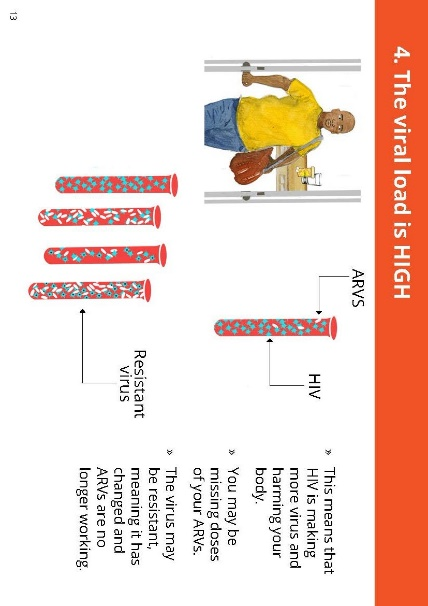 4. The viral load is HIGH
ARVS
HIV
Resistant
virus
» This means that
HIV is making
more virus and
harming your
body.
» You may be
missing doses
of your ARVs.
» The virus may
be resistant,
meaning it has
changed and
ARVs are no
longer working.
13